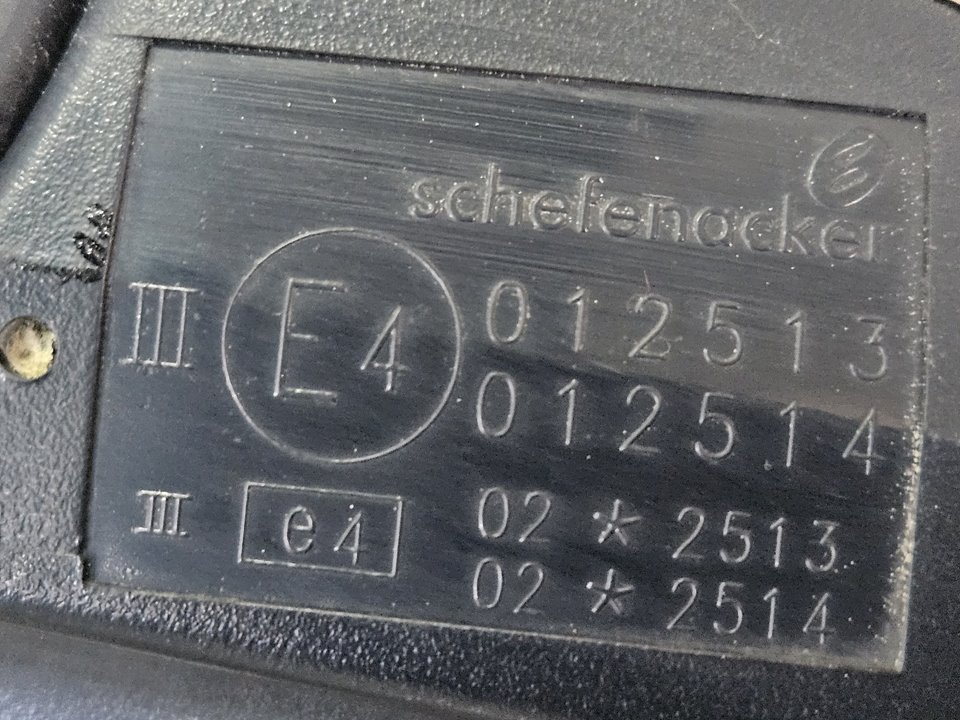 schefenacker
III E4 012513
012514
III e4 02 * 2513
02 * 2514